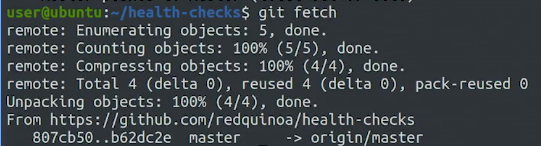 user@ubuntu:~/health-checks$ git fetch
remote: Enumerating objects: 5, done.
remote: Counting objects: 100% (5/5), done.
remote: Compressing objects: 100% (4/4), done.
remote: Total 4 (delta 0), reused 4 (delta 0), pack-reused 0
Unpacking objects: 100% (4/4), done.
From https://github.com/redquinoa/health-checks
   807cb50..b62dc2e  master     -> origin/master